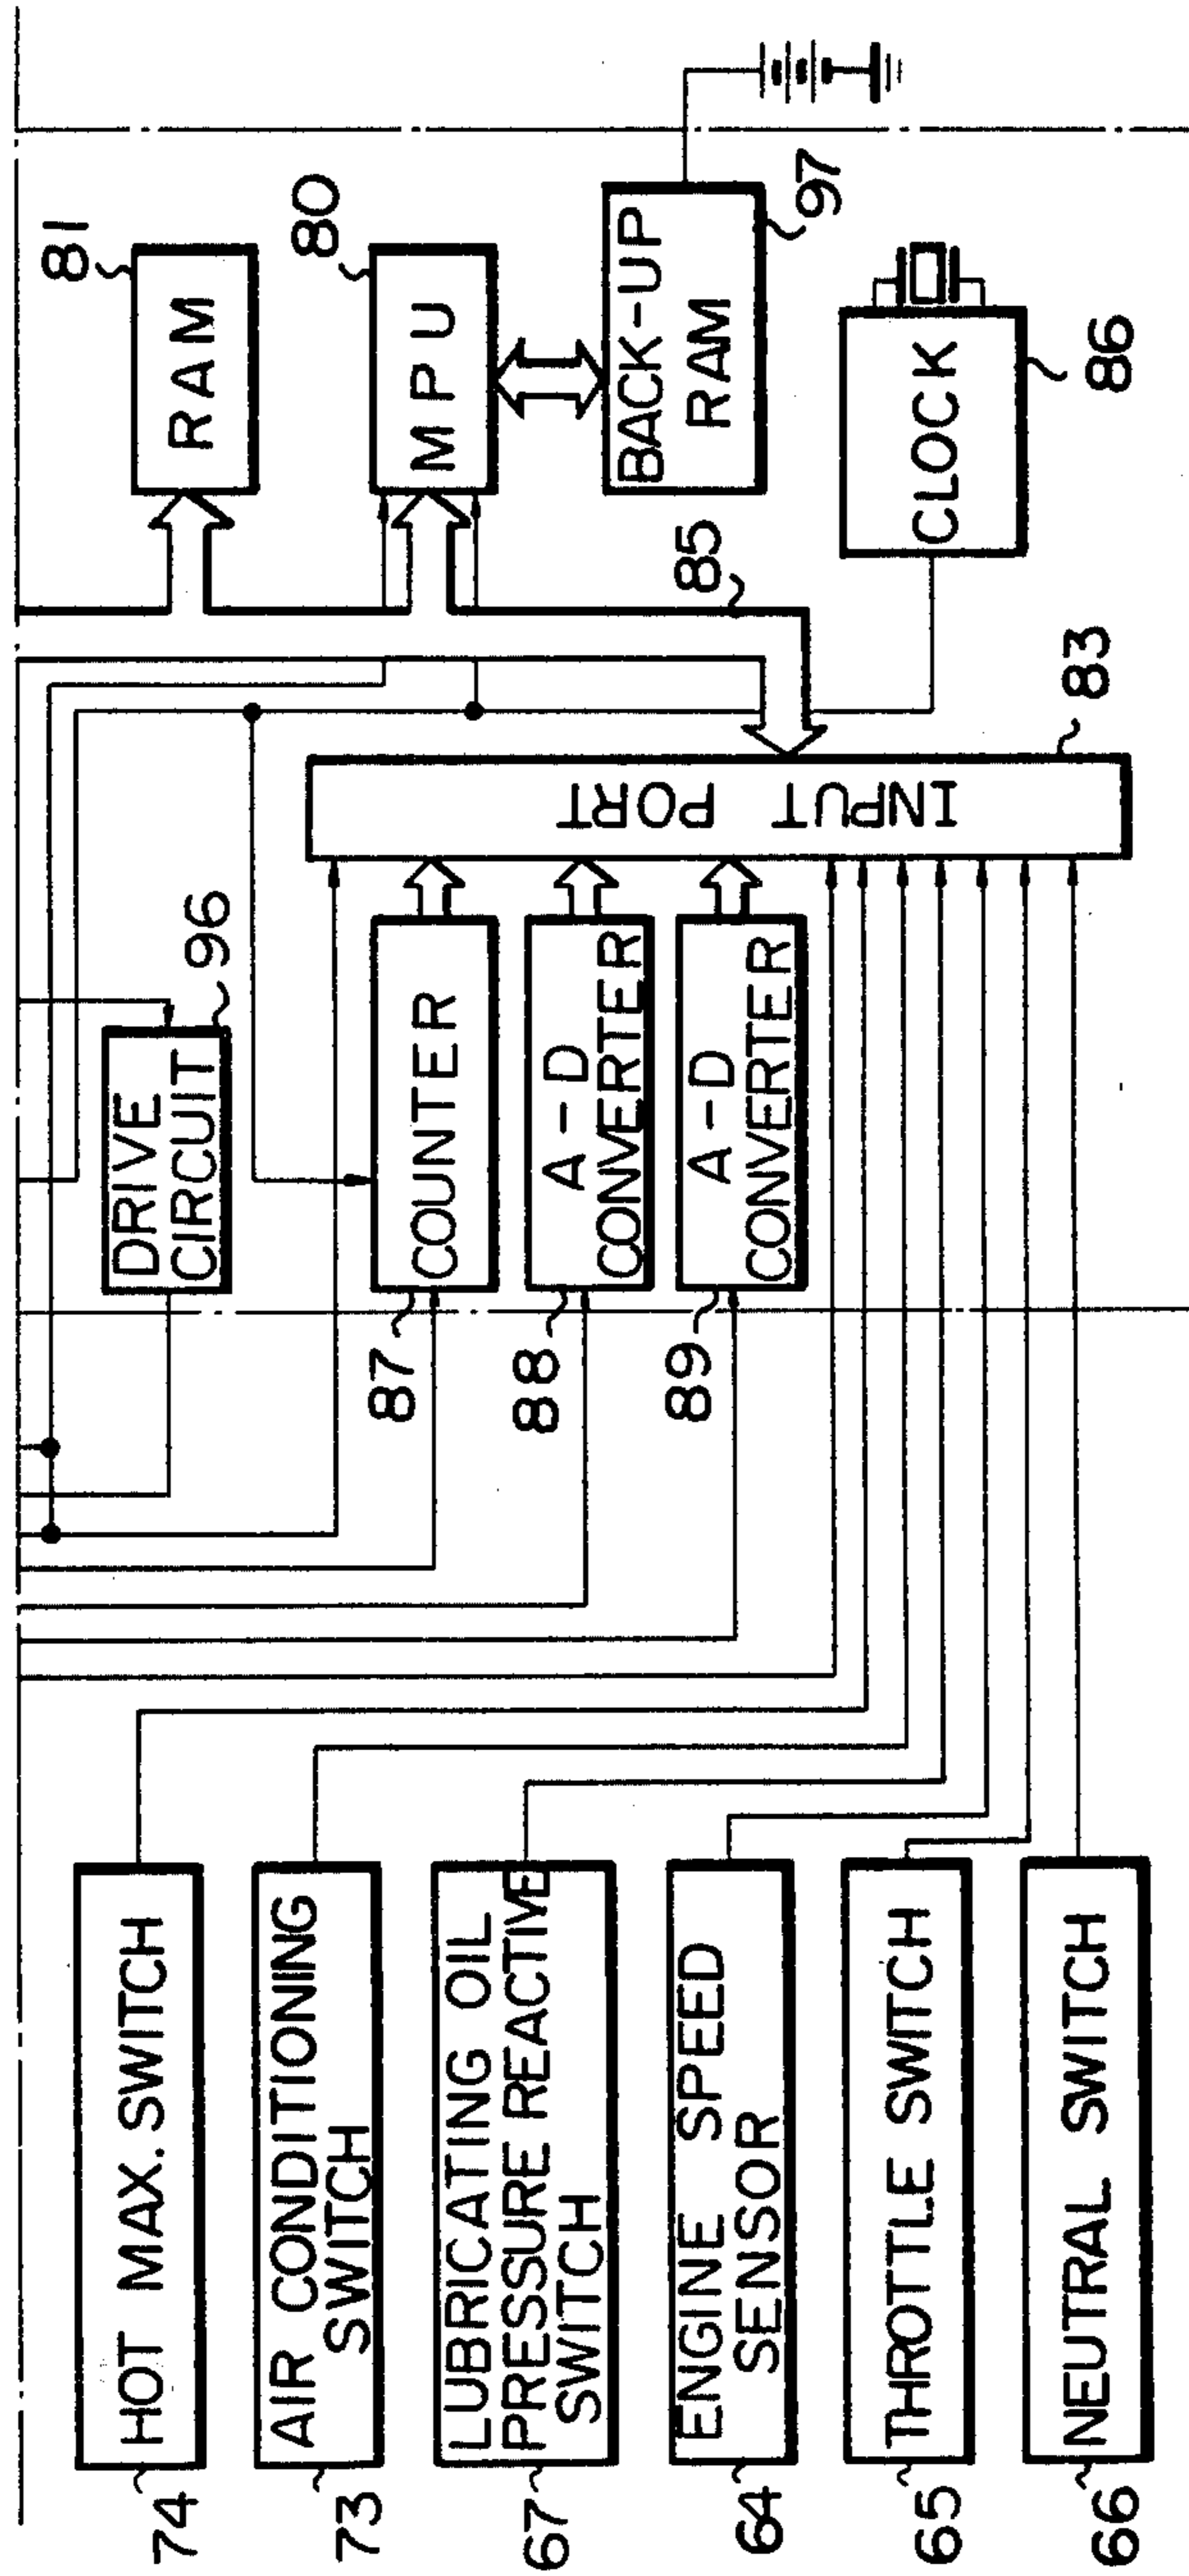 74
HOT MAX. SWITCH
73
AIR CONDITIONING
SWITCH
67
LUBRICATING OIL
PRESSURE REACTIVE
SWITCH
64
ENGINE SPEED
SENSOR
65
THROTTLE SWITCH
66
NEUTRAL SWITCH
DRIVE
CIRCUIT
96
87
COUNTER
88
A-D
CONVERTER
89
A-D
CONVERTER
INPUT PORT
83
85
81
RAM
80
MPU
BACK-UP
RAM
97
CLOCK
86